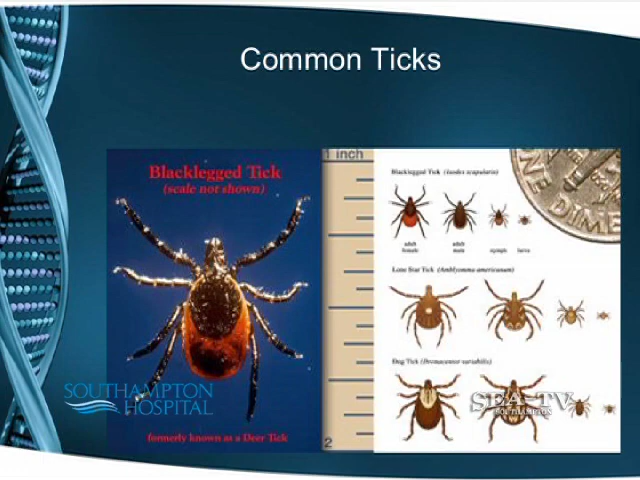 Common Ticks
Blacklegged Tick
(scale not shown)
formerly known as a Deer Tick
1 inch
2
Blacklegged Tick (Ixodes scapularis)
adult female
adult male
nymph
larva
Lone Star Tick (Amblyomma americanum)
Dog Tick (Dermacentor variabilis)
ONE DIME
SOUTHAMPTON
HOSPITAL
SEA-TV
SOUTHAMPTON